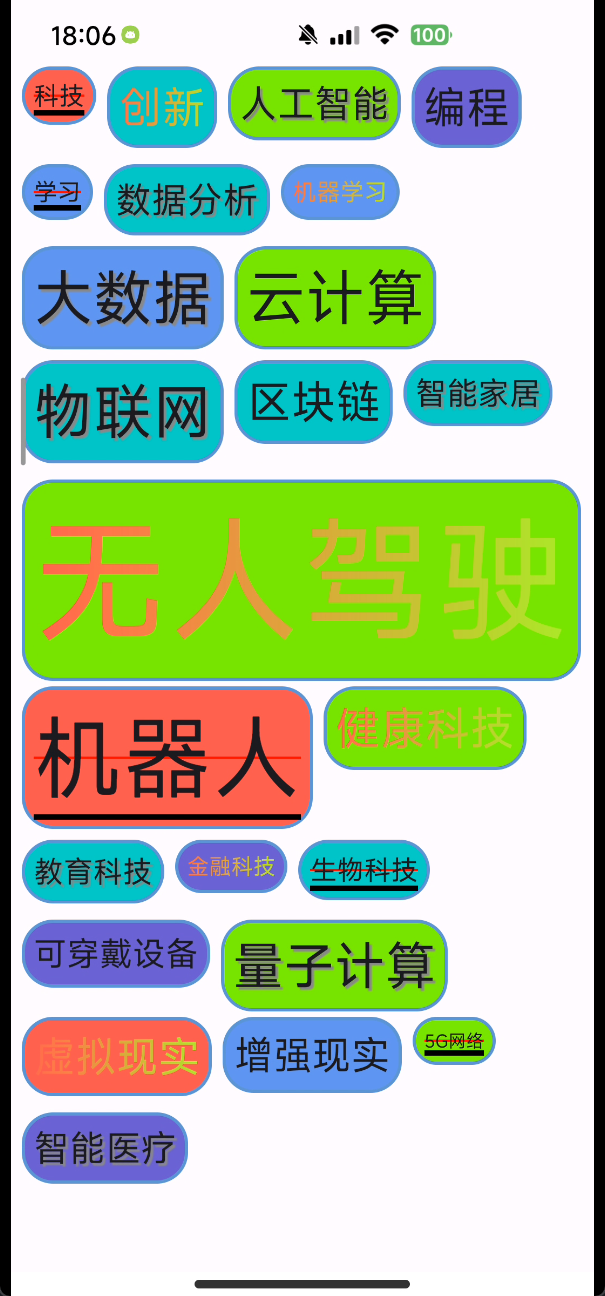 18:06 100
科技 创新 人工智能 编程
学习 数据分析 机器学习
大数据 云计算
物联网 区块链 智能家居
无人驾驶
机器人 健康科技
教育科技 金融科技 生物科技
可穿戴设备 量子计算
虚拟现实 增强现实 5G网络
智能医疗